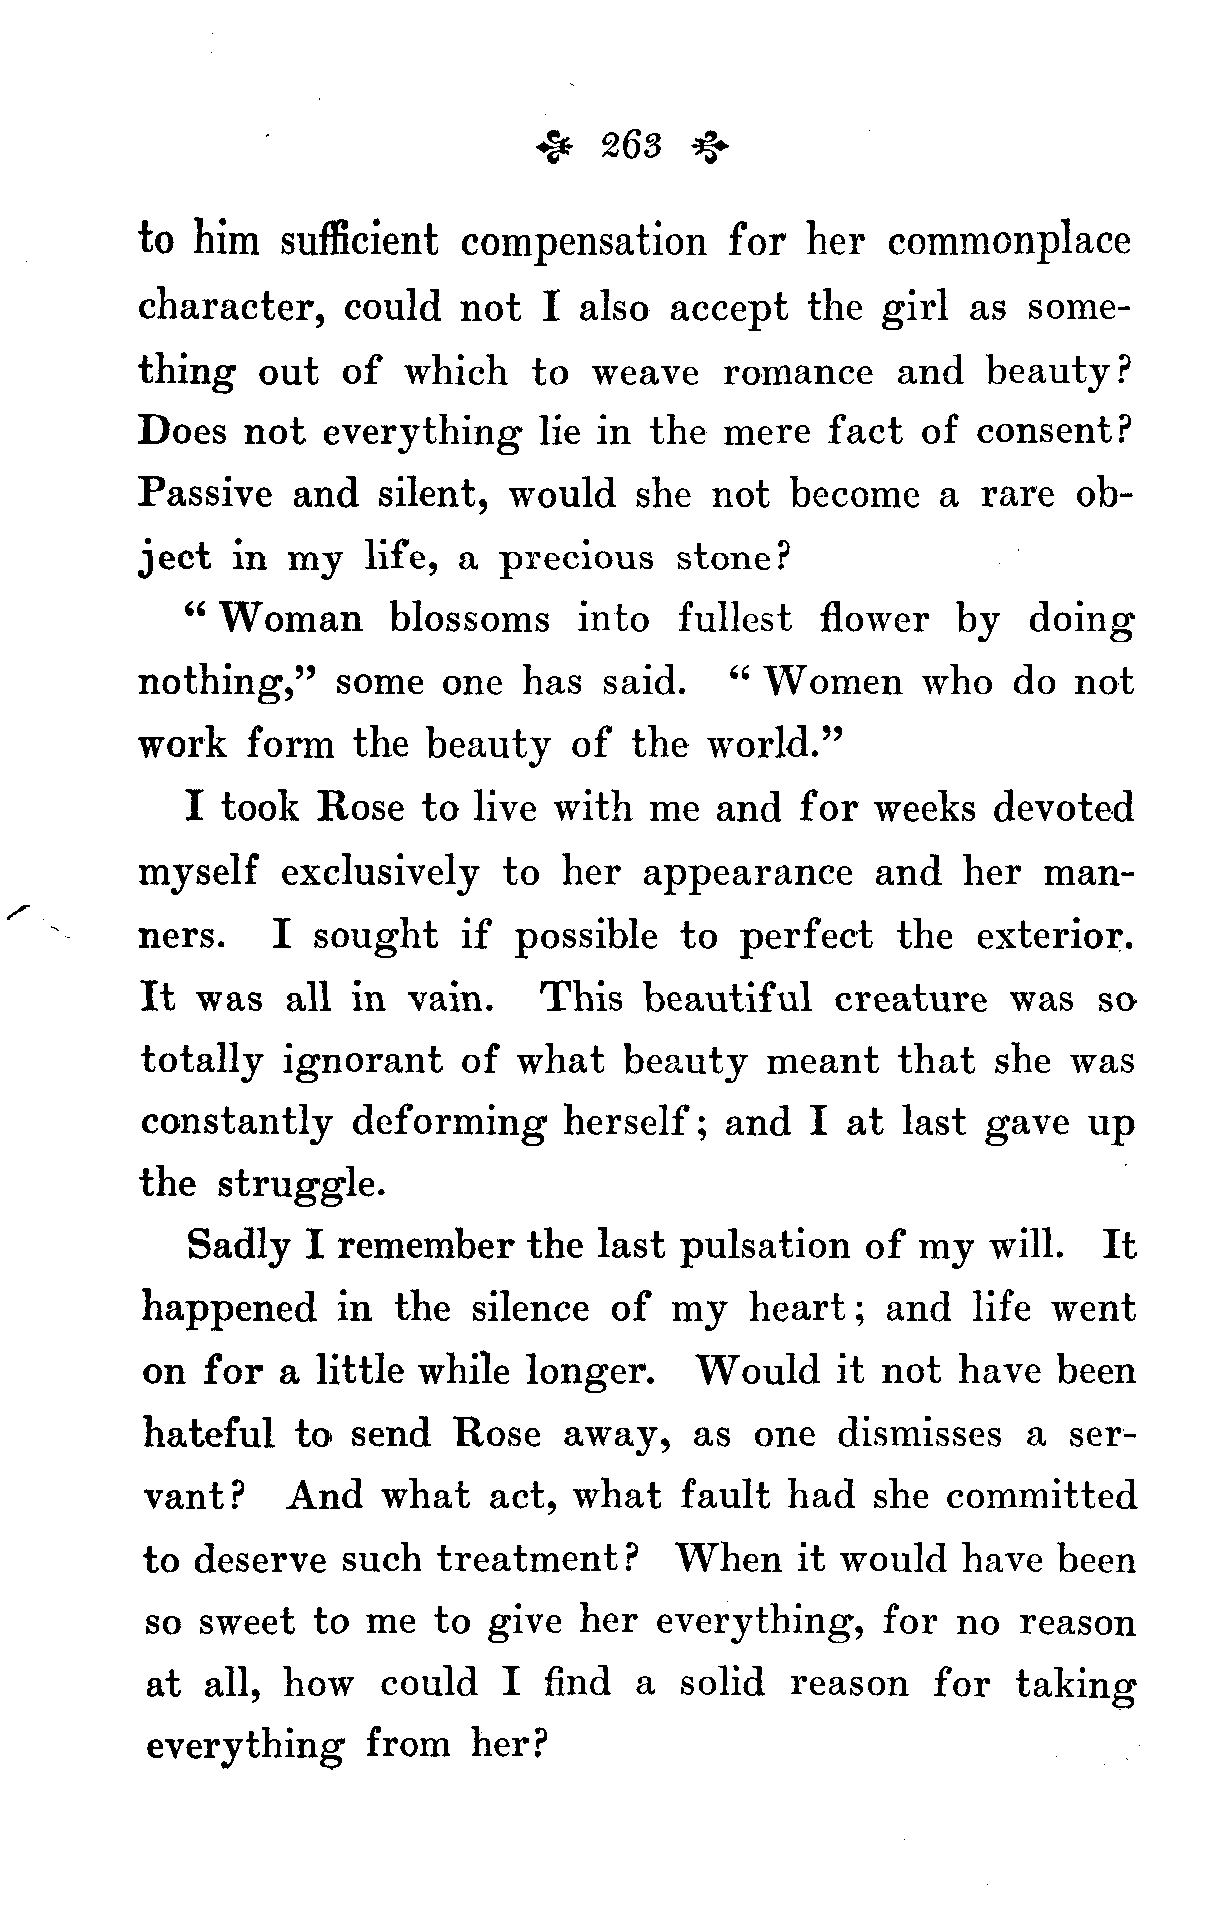 263
to him sufficient compensation for her commonplace
character, could not I also accept the girl as some-
thing out of which to weave romance and beauty?
Does not everything lie in the mere fact of consent?
Passive and silent, would she not become a rare ob-
ject in my life, a precious stone?
“ Woman blossoms into fullest flower by doing
nothing,” some one has said. “ Women who do not
work form the beauty of the world.”
I took Rose to live with me and for weeks devoted
myself exclusively to her appearance and her man-
ners. I sought if possible to perfect the exterior.
It was all in vain. This beautiful creature was so
totally ignorant of what beauty meant that she was
constantly deforming herself; and I at last gave up
the struggle.
Sadly I remember the last pulsation of my will. It
happened in the silence of my heart; and life went
on for a little while longer. Would it not have been
hateful to send Rose away, as one dismisses a ser-
vant? And what act, what fault had she committed
to deserve such treatment? When it would have been
so sweet to me to give her everything, for no reason
at all, how could I find a solid reason for taking
everything from her?